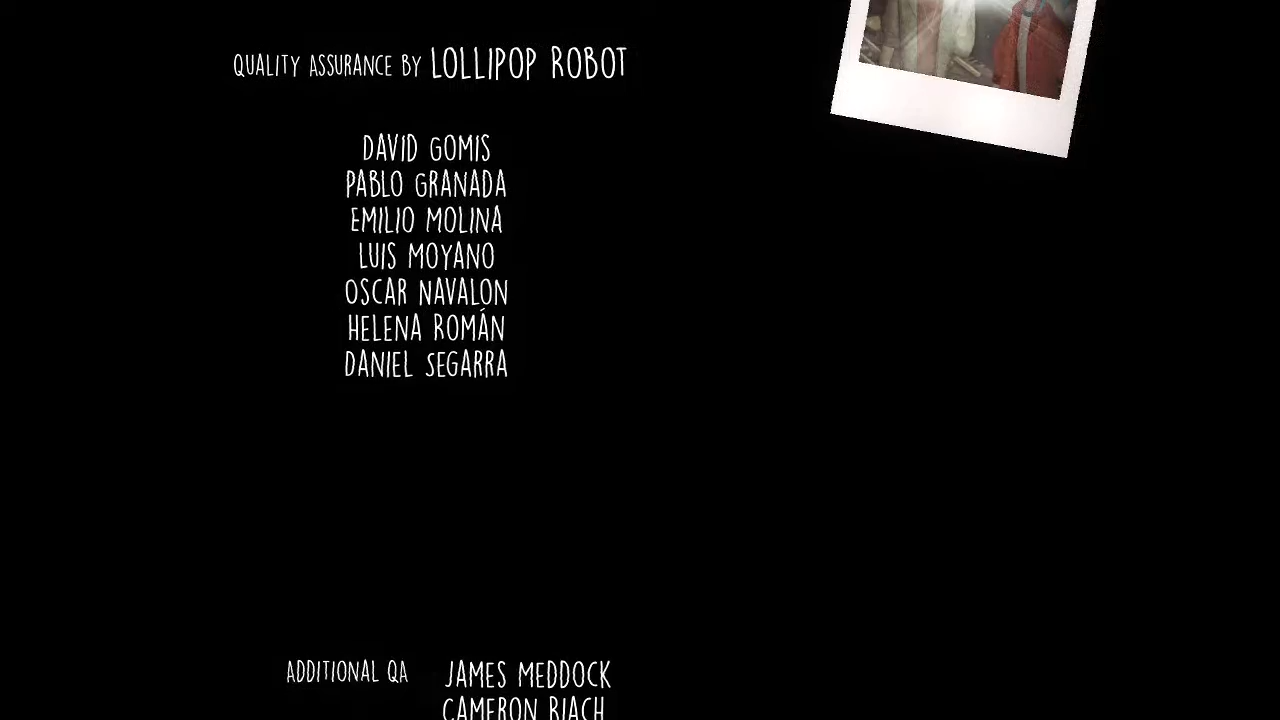 QUALITY ASSURANCE BY LOLLIPOP ROBOT
DAVID GOMIS
PABLO GRANADA
EMILIO MOLINA
LUIS MOYANO
OSCAR NAVALON
HELENA ROMÁN
DANIEL SEGARRA
ADDITIONAL QA JAMES MEDDOCK
CAMERON